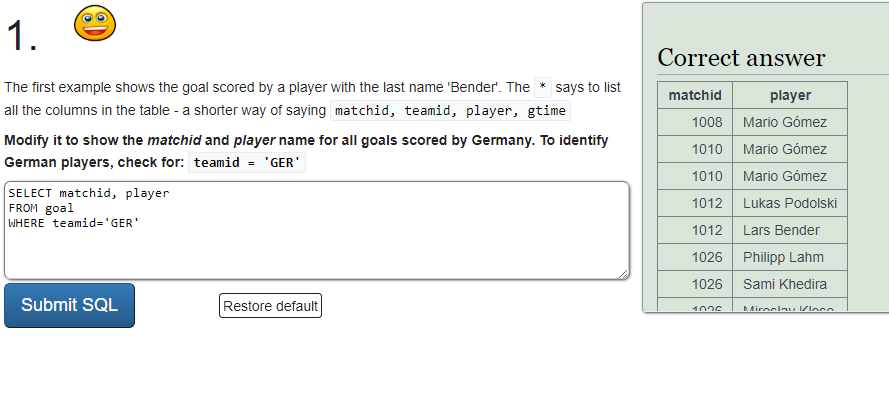 1.
The first example shows the goal scored by a player with the last name 'Bender'. The * says to list
all the columns in the table - a shorter way of saying matchid, teamid, player, gtime
Modify it to show the matchid and player name for all goals scored by Germany. To identify
German players, check for: teamid = 'GER'
SELECT matchid, player
FROM goal
WHERE teamid='GER'
Submit SQL
Restore default
Correct answer
matchid player
1008 Mario Gómez
1010 Mario Gómez
1010 Mario Gómez
1012 Lukas Podolski
1012 Lars Bender
1026 Philipp Lahm
1026 Sami Khedira
1026 Miroslav Klose